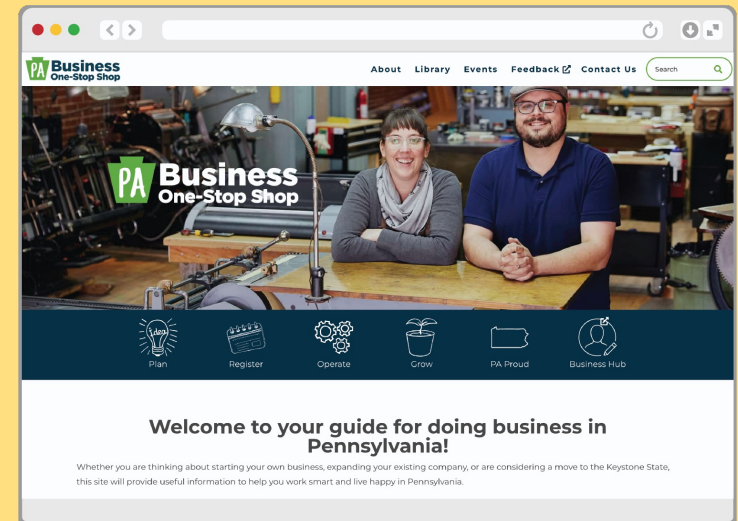 PA Business
One-Stop Shop
About Library Events Feedback Contact Us Search
PA Business
One-Stop Shop
idea
Plan Register Operate Grow PA Proud Business Hub
Welcome to your guide for doing business in
Pennsylvania!
Whether you are thinking about starting your own business, expanding your existing company, or are considering a move to the Keystone State,
this site will provide useful information to help you work smart and live happy in Pennsylvania.